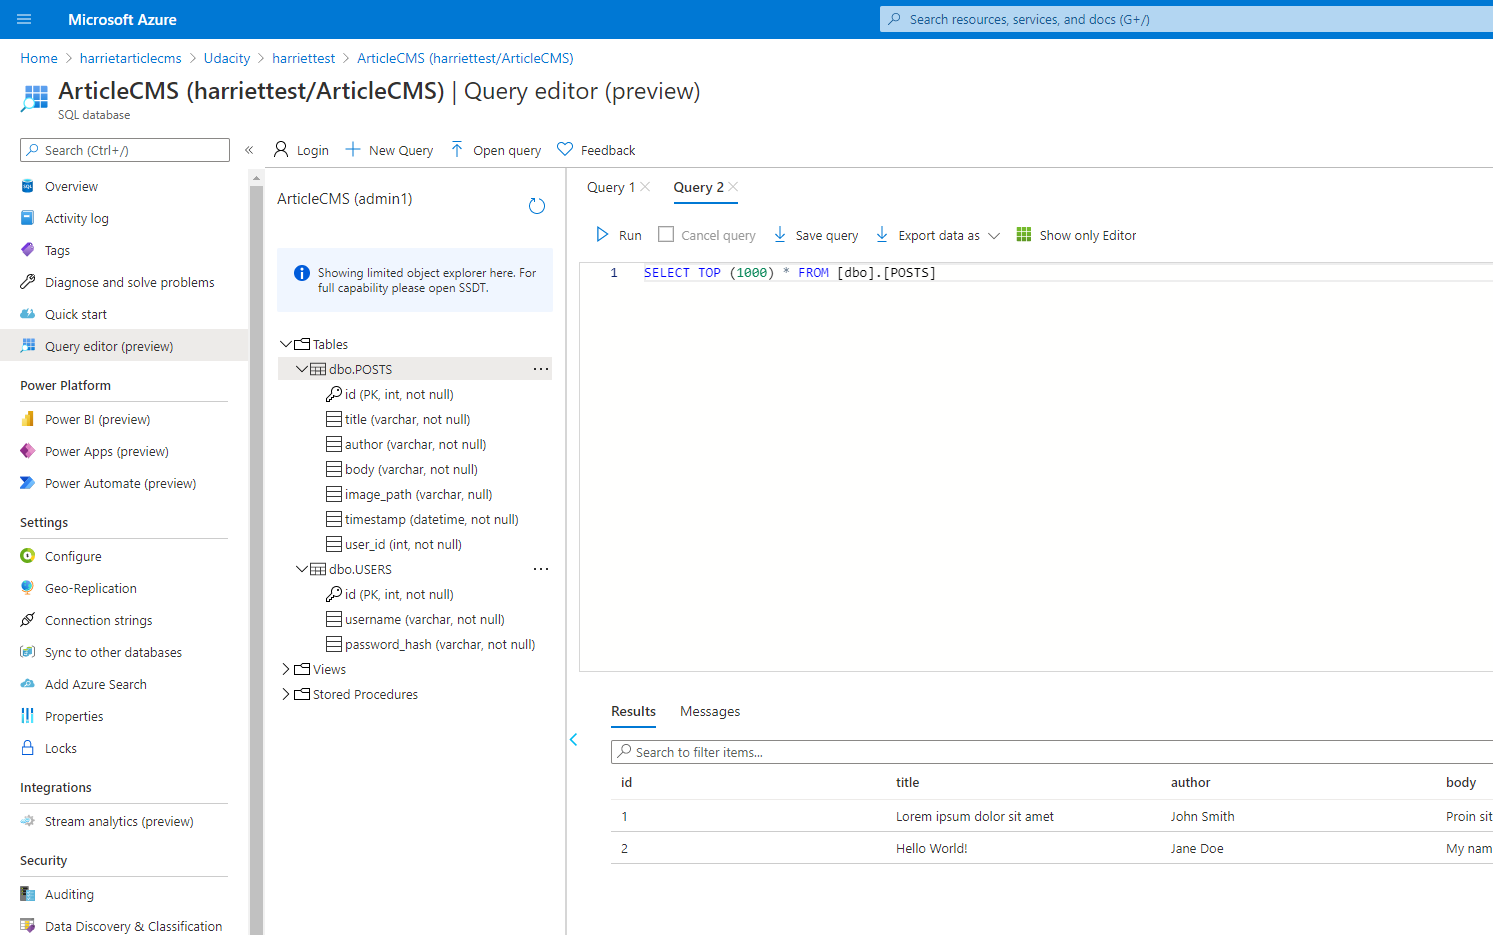 Microsoft Azure
Search resources, services, and docs (G+/)
Home > harrietarticlecms > Udacity > harriettest > ArticleCMS (harriettest/ArticleCMS)
ArticleCMS (harriettest/ArticleCMS) | Query editor (preview)
SQL database
Search (Ctrl+/)
«
Login
New Query
Open query
Feedback
Overview
Activity log
Tags
Diagnose and solve problems
Quick start
Query editor (preview)
Power Platform
Power BI (preview)
Power Apps (preview)
Power Automate (preview)
Settings
Configure
Geo-Replication
Connection strings
Sync to other databases
Add Azure Search
Properties
Locks
Integrations
Stream analytics (preview)
Security
Auditing
Data Discovery & Classification
ArticleCMS (admin1)
Showing limited object explorer here. For
full capability please open SSDT.
Tables
dbo.POSTS ...
id (PK, int, not null)
title (varchar, not null)
author (varchar, not null)
body (varchar, not null)
image_path (varchar, null)
timestamp (datetime, not null)
user_id (int, not null)
dbo.USERS ...
id (PK, int, not null)
username (varchar, not null)
password_hash (varchar, not null)
Views
Stored Procedures
Query 1 Query 2
Run Cancel query Save query Export data as Show only Editor
1 SELECT TOP (1000) * FROM [dbo].[POSTS]
Results Messages
Search to filter items...
id title author body
1 Lorem ipsum dolor sit amet John Smith Proin sit
2 Hello World! Jane Doe My nam